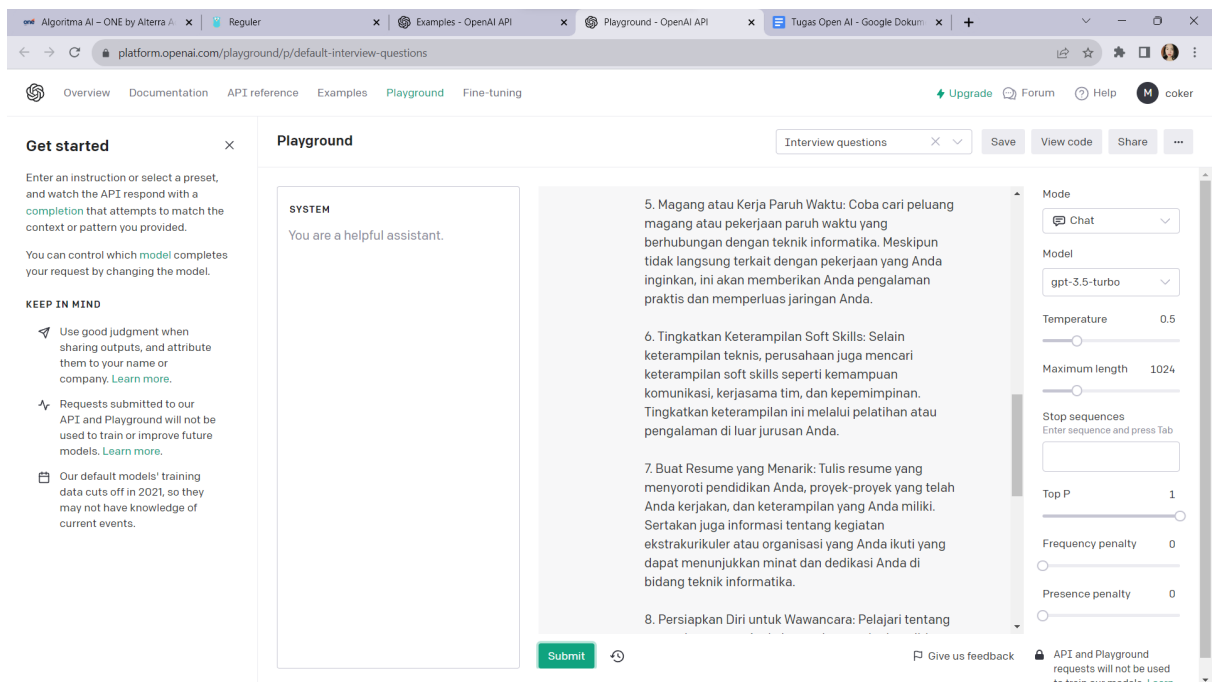 one Algoritma AI – ONE by Alterra A
Reguler
Examples - OpenAI API
Playground - OpenAI API
Tugas Open AI - Google Dokum
platform.openai.com/playground/p/default-interview-questions
Overview Documentation API reference Examples Playground Fine-tuning
Upgrade Forum Help M coker
Get started
Enter an instruction or select a preset,
and watch the API respond with a
completion that attempts to match the
context or pattern you provided.
You can control which model completes
your request by changing the model.
KEEP IN MIND
Use good judgment when
sharing outputs, and attribute
them to your name or
company. Learn more.
Requests submitted to our
API and Playground will not be
used to train or improve future
models. Learn more.
Our default models' training
data cuts off in 2021, so they
may not have knowledge of
current events.
Playground
Interview questions
Save
View code
Share
...
SYSTEM
You are a helpful assistant.
5. Magang atau Kerja Paruh Waktu: Coba cari peluang
magang atau pekerjaan paruh waktu yang
berhubungan dengan teknik informatika. Meskipun
tidak langsung terkait dengan pekerjaan yang Anda
inginkan, ini akan memberikan Anda pengalaman
praktis dan memperluas jaringan Anda.
6. Tingkatkan Keterampilan Soft Skills: Selain
keterampilan teknis, perusahaan juga mencari
keterampilan soft skills seperti kemampuan
komunikasi, kerjasama tim, dan kepemimpinan.
Tingkatkan keterampilan ini melalui pelatihan atau
pengalaman di luar jurusan Anda.
7. Buat Resume yang Menarik: Tulis resume yang
menyoroti pendidikan Anda, proyek-proyek yang telah
Anda kerjakan, dan keterampilan yang Anda miliki.
Sertakan juga informasi tentang kegiatan
ekstrakurikuler atau organisasi yang Anda ikuti yang
dapat menunjukkan minat dan dedikasi Anda di
bidang teknik informatika.
8. Persiapkan Diri untuk Wawancara: Pelajari tentang
Submit
Give us feedback
Mode
Chat
Model
gpt-3.5-turbo
Temperature 0.5
Maximum length 1024
Stop sequences
Enter sequence and press Tab
Top P 1
Frequency penalty 0
Presence penalty 0
API and Playground
requests will not be used